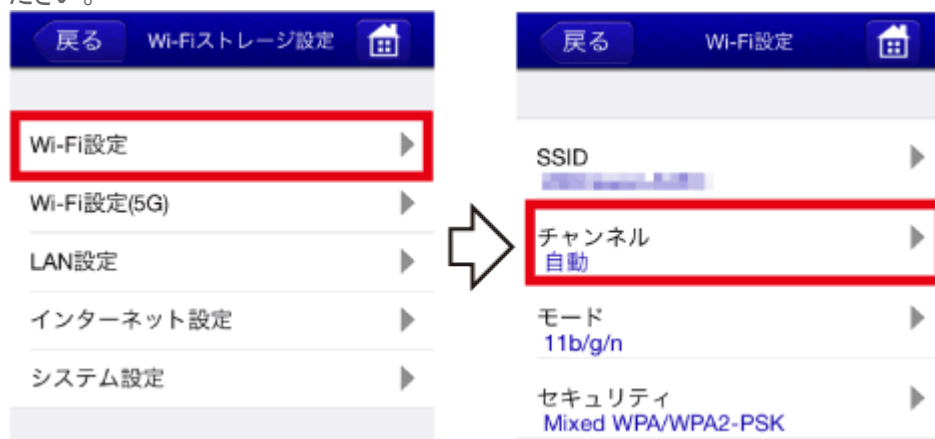 ださい。
戻る Wi-Fiストレージ設定
Wi-Fi設定
Wi-Fi設定(5G)
LAN設定
インターネット設定
システム設定
戻る Wi-Fi設定
SSID
チャンネル
自動
モード
11b/g/n
セキュリティ
Mixed WPA/WPA2-PSK